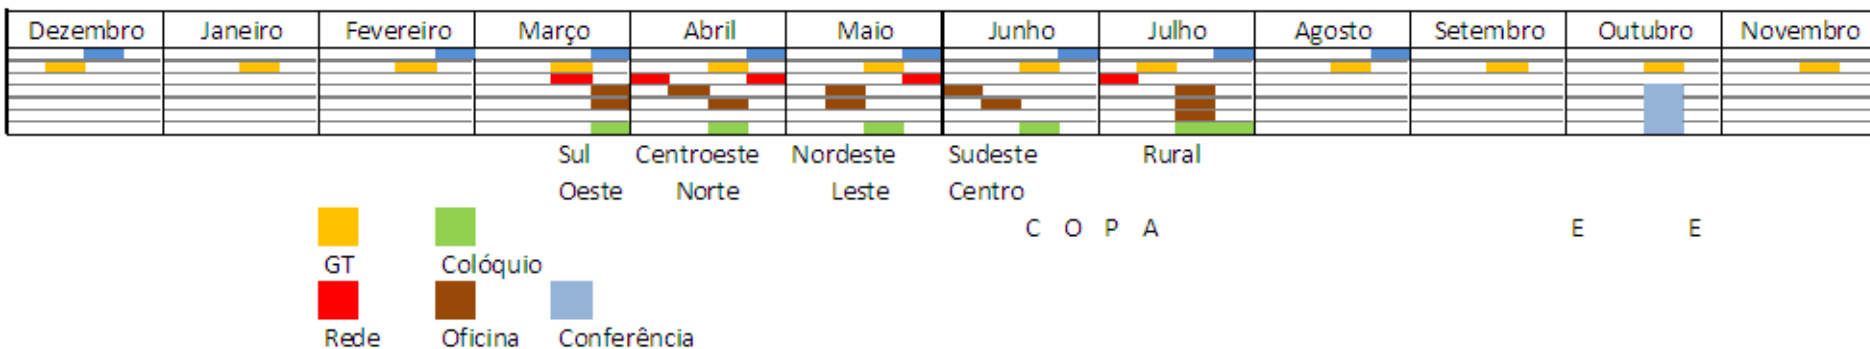 Dezembro Janeiro Fevereiro Março Abril Maio Junho Julho Agosto Setembro Outubro Novembro
Sul Centroeste Nordeste Sudeste Rural
Oeste Norte Leste Centro
C O P A E E
GT Colóquio
Rede Oficina Conferência